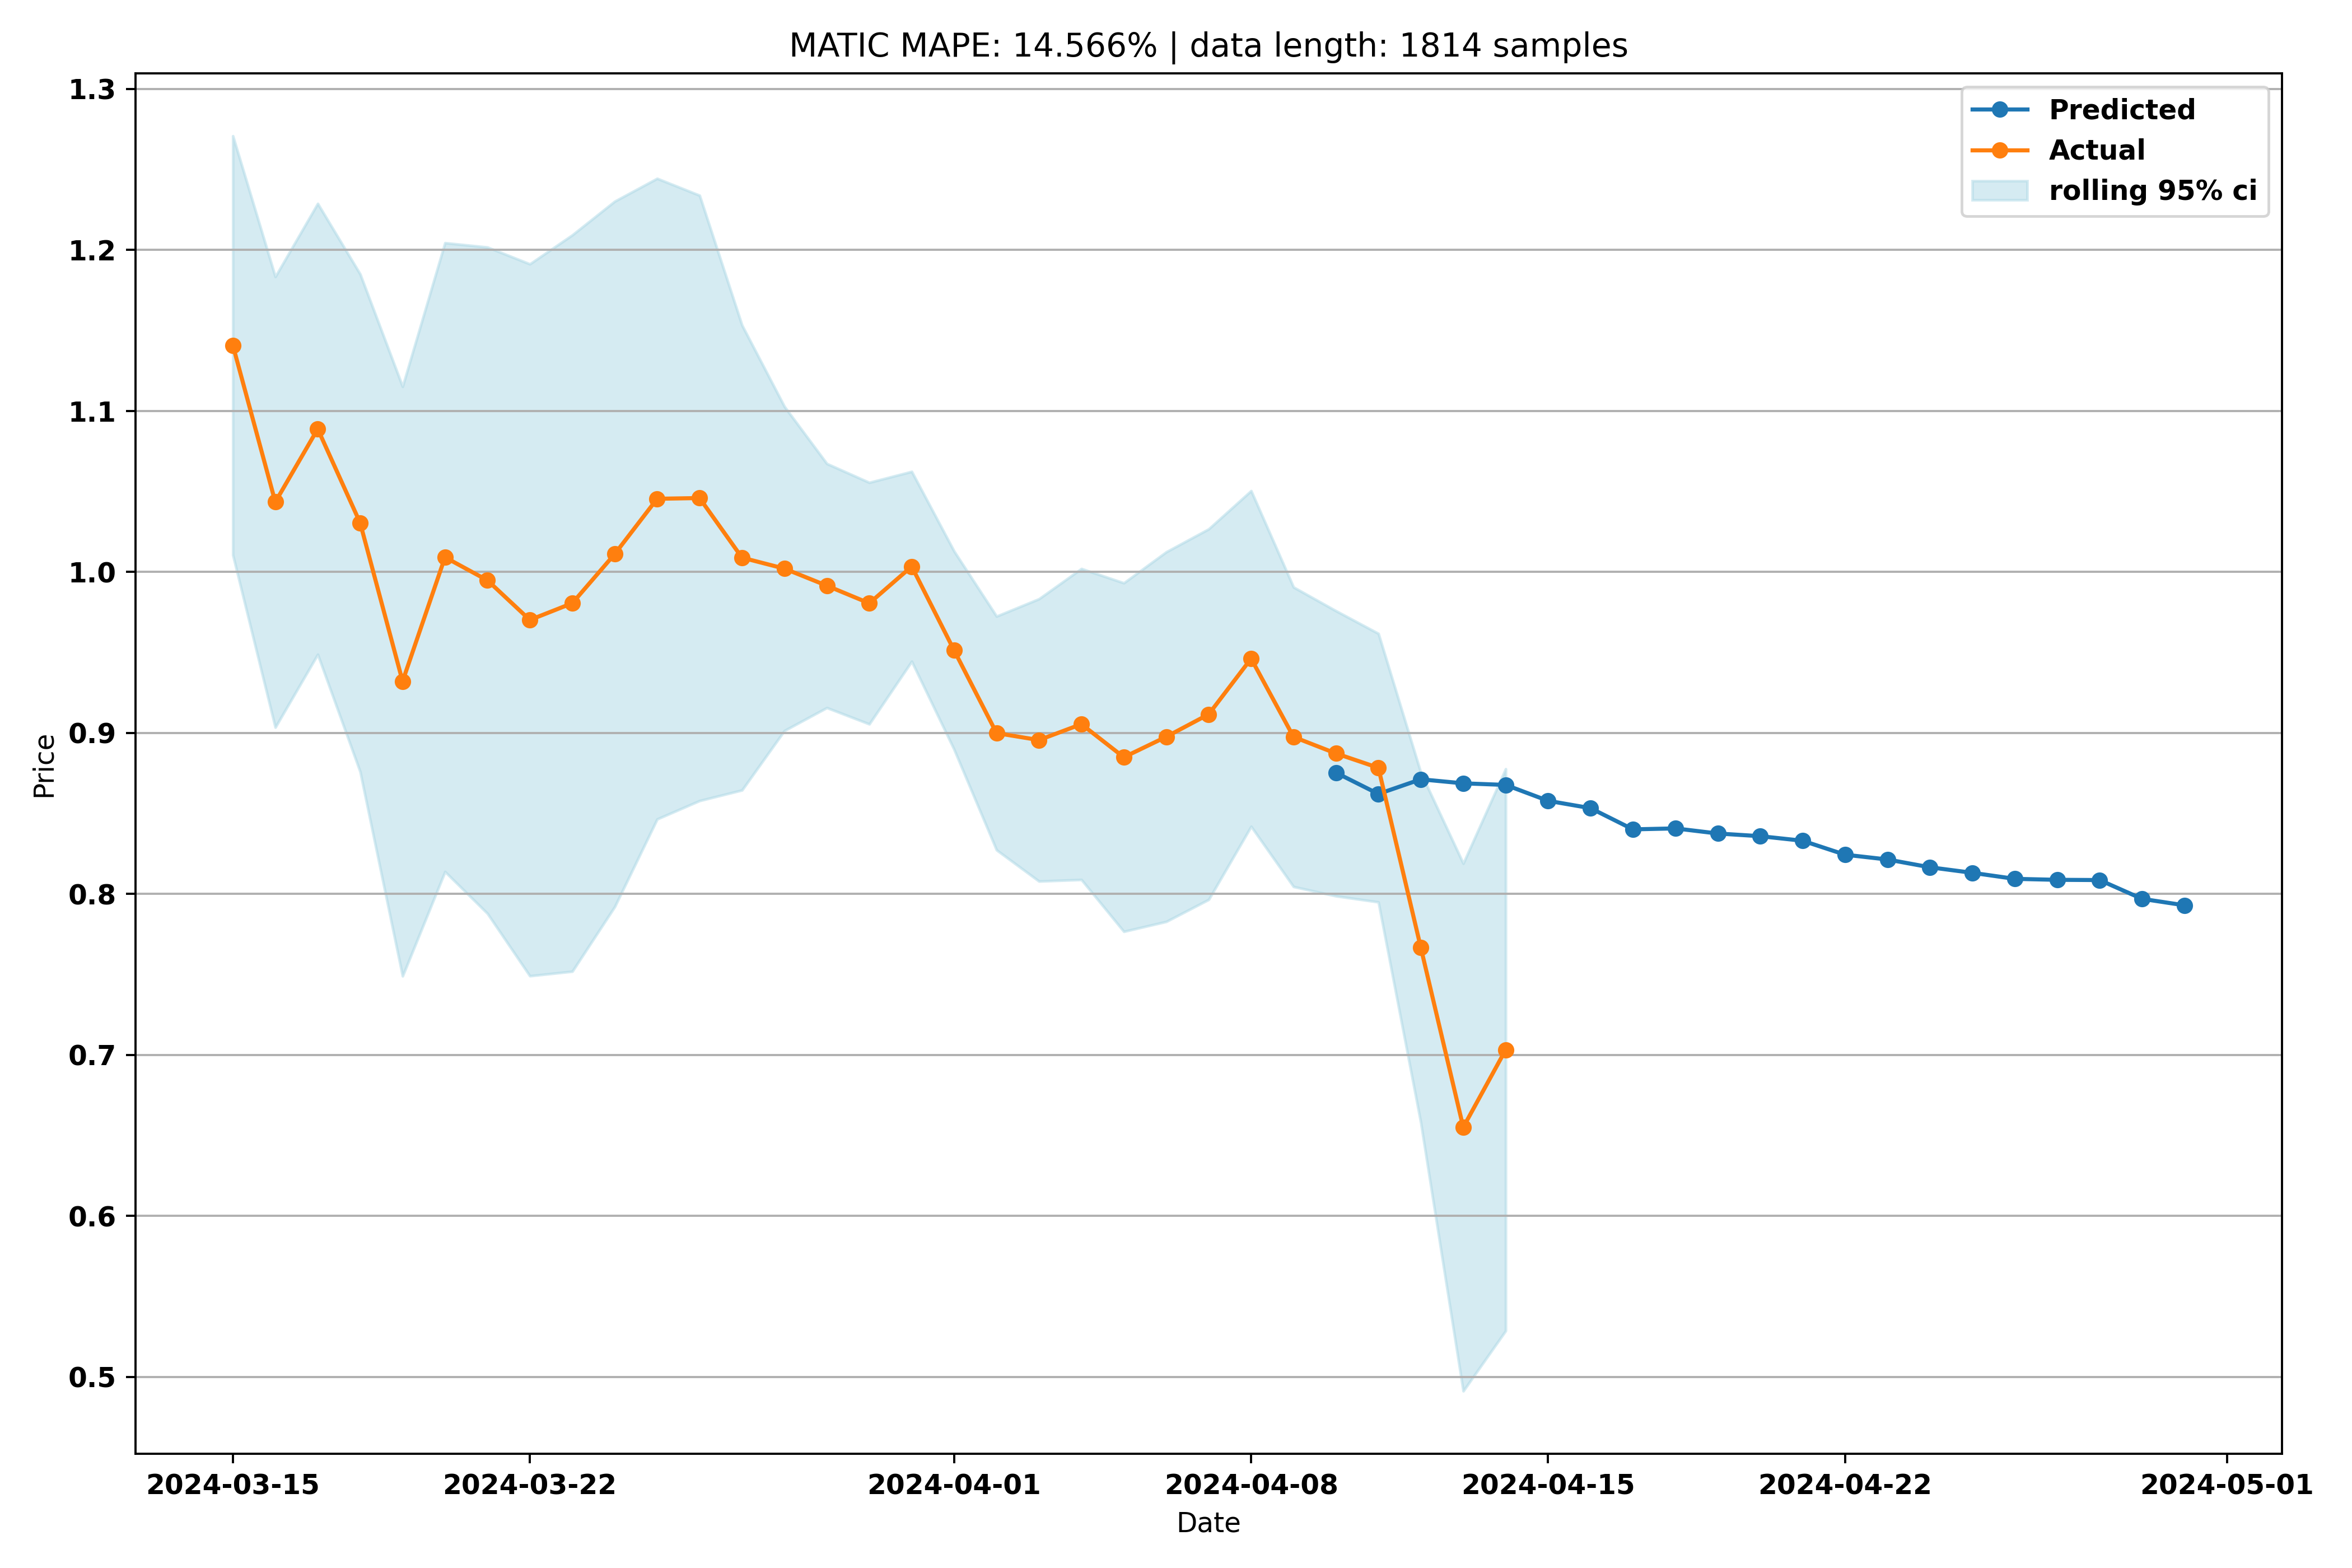 MATIC MAPE: 14.566% | data length: 1814 samples
Predicted
Actual
rolling 95% ci
Price
1.3
1.2
1.1
1.0
0.9
0.8
0.7
0.6
0.5
2024-03-15
2024-03-22
2024-04-01
2024-04-08
2024-04-15
2024-04-22
2024-05-01
Date